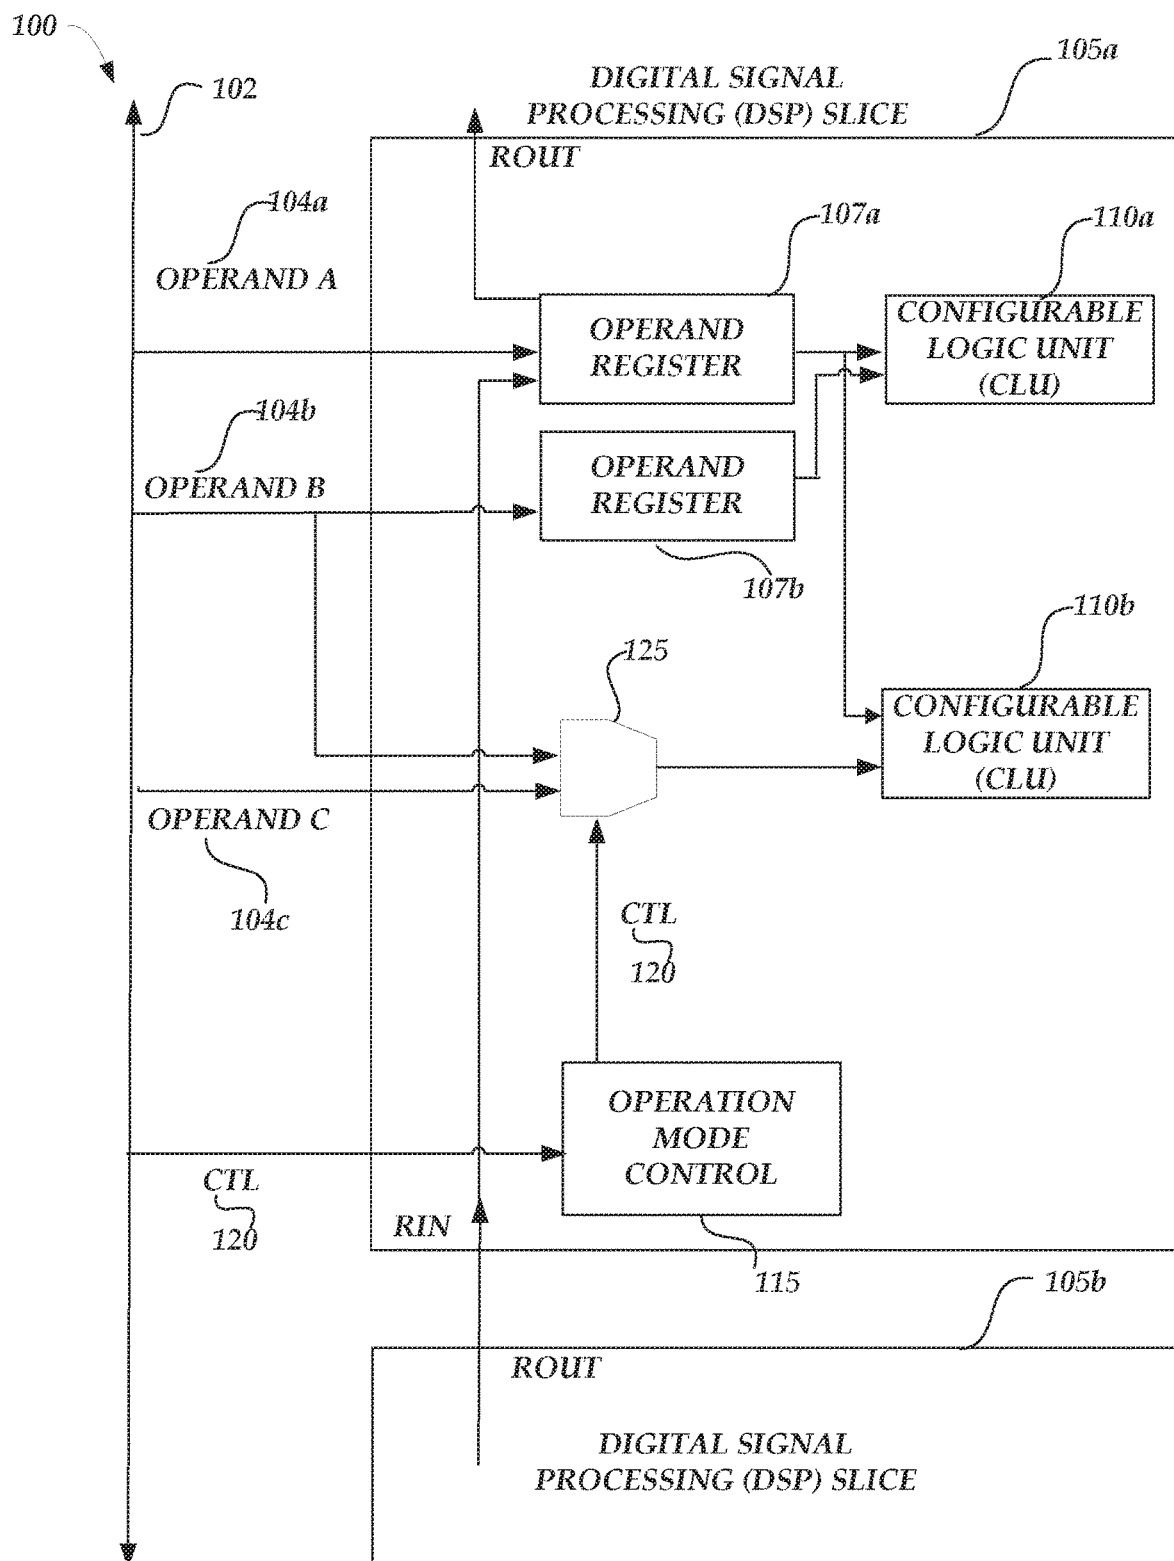 100
102
105a
DIGITAL SIGNAL
PROCESSING (DSP) SLICE
ROUT
104a
OPERAND A
107a
110a
OPERAND
REGISTER
CONFIGURABLE
LOGIC UNIT
(CLU)
104b
OPERAND B
OPERAND
REGISTER
107b
110b
125
CONFIGURABLE
LOGIC UNIT
(CLU)
OPERAND C
104c
CTL
120
OPERATION
MODE
CONTROL
CTL
120
RIN
115
105b
ROUT
DIGITAL SIGNAL
PROCESSING (DSP) SLICE